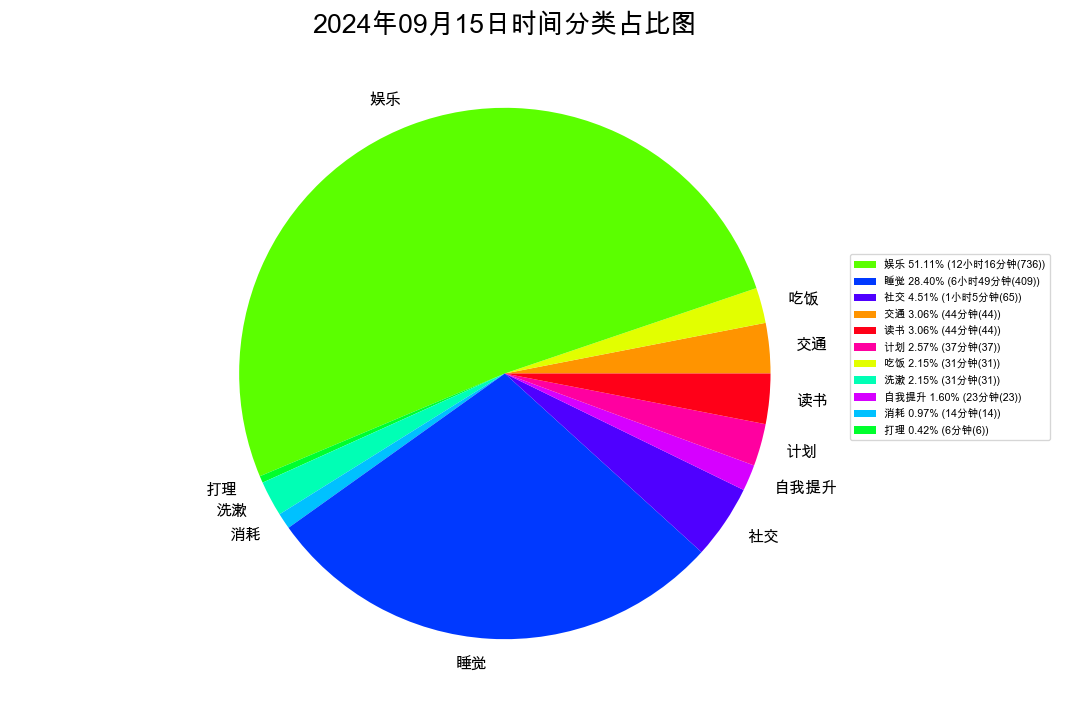 2024年09月15日时间分类占比图
娱乐
吃饭
交通
读书
计划
自我提升
社交
睡觉
消耗
洗漱
打理
娱乐 51.11% (12小时16分钟(736))
睡觉 28.40% (6小时49分钟(409))
社交 4.51% (1小时5分钟(65))
交通 3.06% (44分钟(44))
读书 3.06% (44分钟(44))
计划 2.57% (37分钟(37))
吃饭 2.15% (31分钟(31))
洗漱 2.15% (31分钟(31))
自我提升 1.60% (23分钟(23))
消耗 0.97% (14分钟(14))
打理 0.42% (6分钟(6))